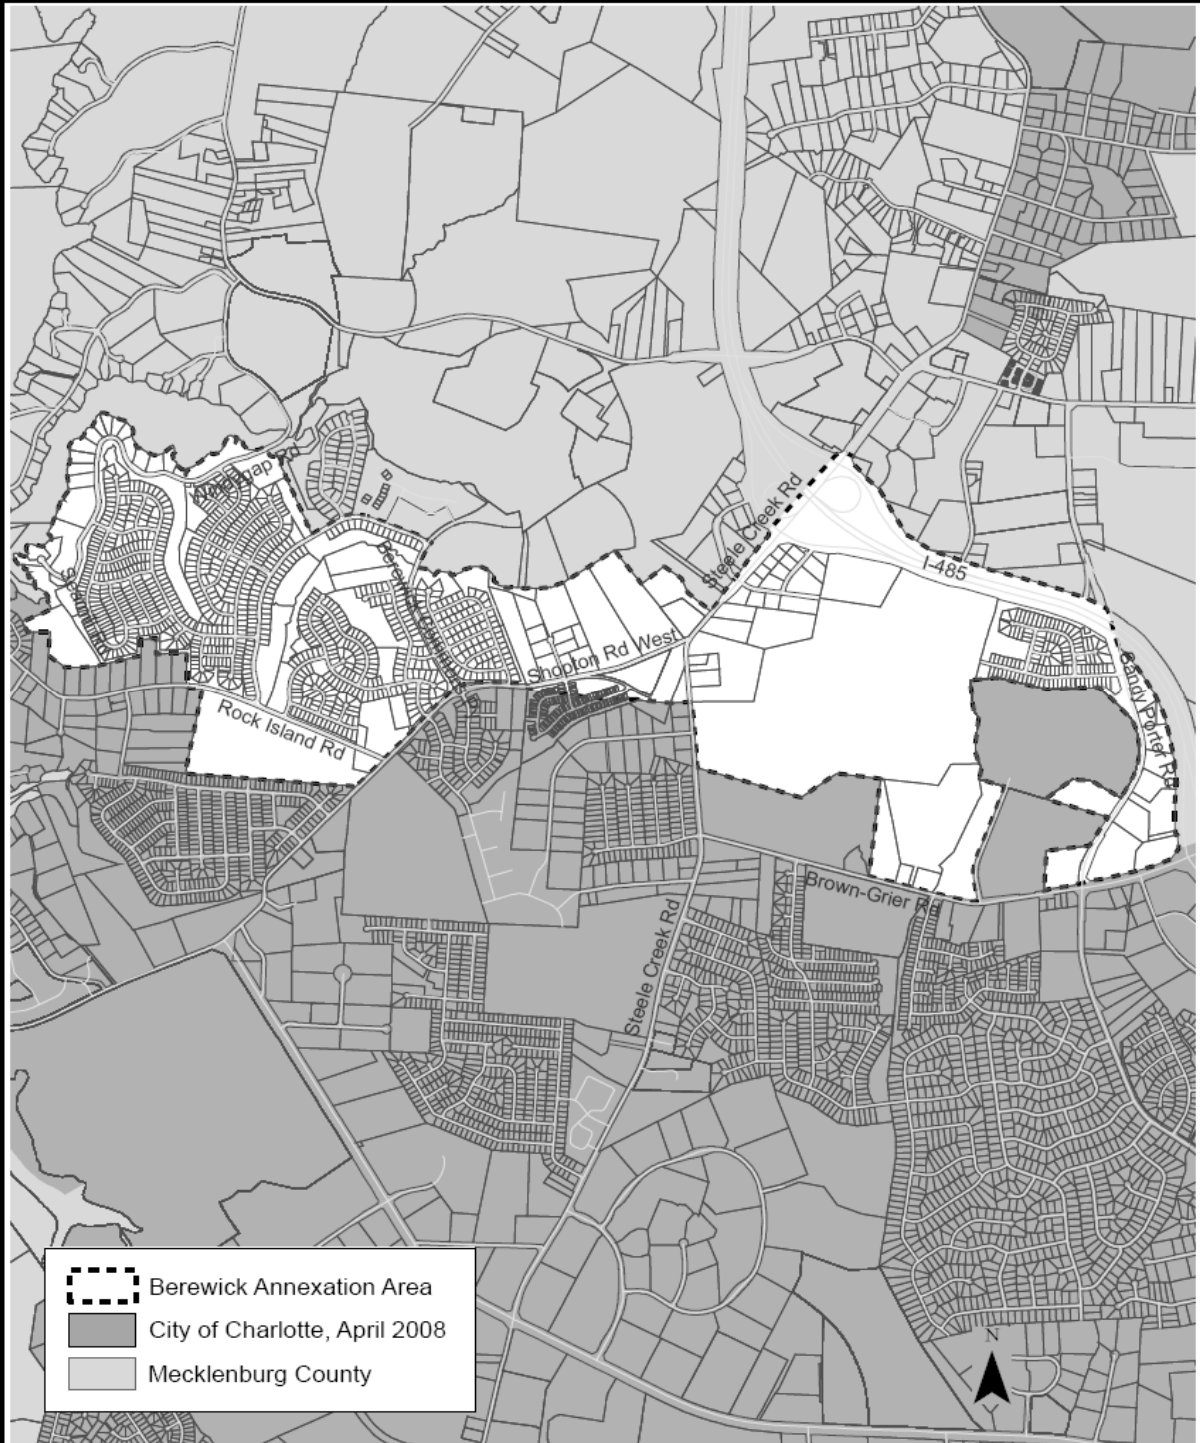 Windygap Rd
Steele Creek Rd
I-485
Shopton Rd West
Sandy Porter Rd
Rock Island Rd
Brown-Grier Rd
Steele Creek Rd
Berewick Annexation Area
City of Charlotte, April 2008
Mecklenburg County
N